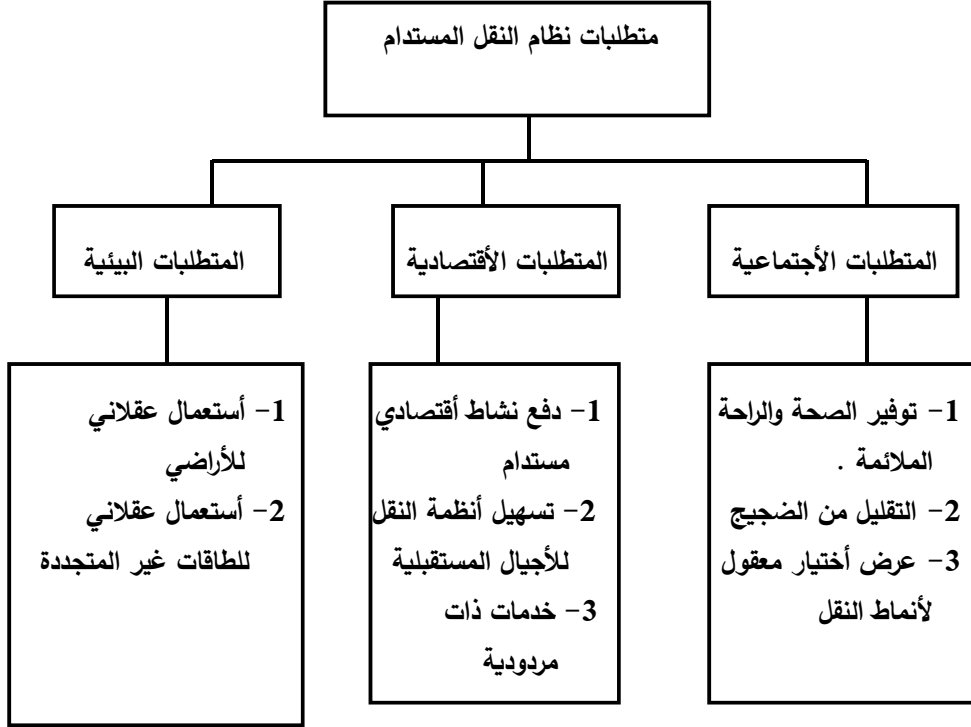 متطلبات نظام النقل المستدام
المتطلبات الأجتماعية
المتطلبات الأقتصادية
المتطلبات البيئية
1- توفير الصحة والراحة
الملائمة .
2- التقليل من الضجيج
3- عرض أختيار معقول
لأنماط النقل
1- دفع نشاط أقتصادي
مستدام
2- تسهيل أنظمة النقل
للأجيال المستقبلية
3- خدمات ذات
مردودية
1- أستعمال عقلاني
للأراضي
2- أستعمال عقلاني
للطاقات غير المتجددة